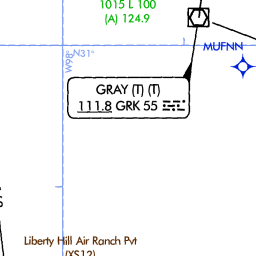 1015 L 100
(A) 124.9
MUFNN
N31°
W98°
GRAY (T) (T)
111.8 GRK 55
Liberty Hill Air Ranch Pvt
(XS12)